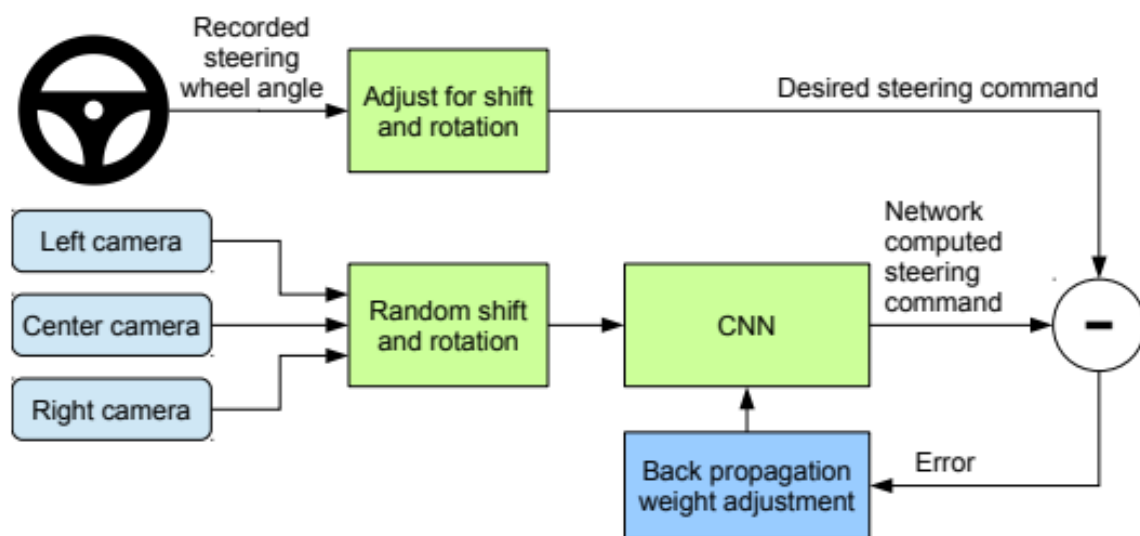 Recorded
steering
wheel angle
Adjust for shift
and rotation
Desired steering command
Left camera
Center camera
Right camera
Random shift
and rotation
CNN
Network
computed
steering
command
-
Back propagation
weight adjustment
Error